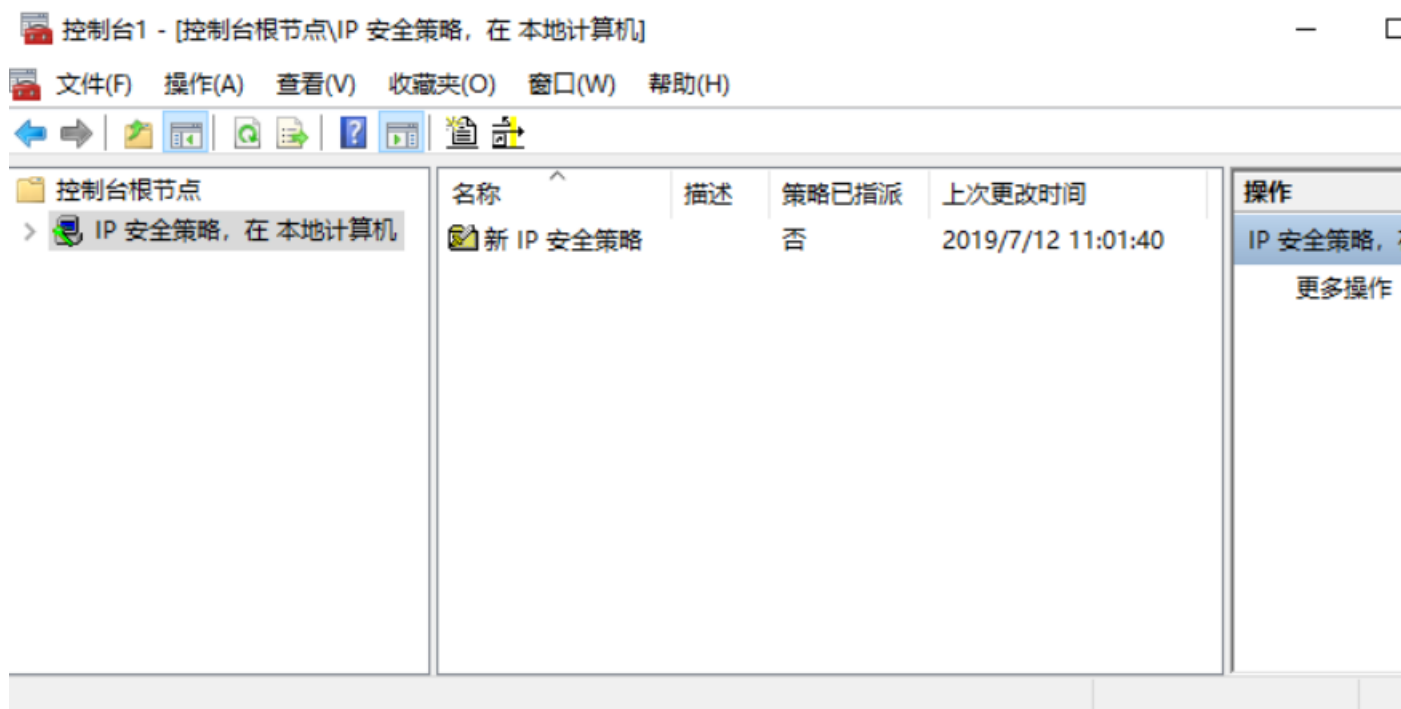 控制台1 - [控制台根节点\IP 安全策略，在 本地计算机]
文件(F) 操作(A) 查看(V) 收藏夹(O) 窗口(W) 帮助(H)
控制台根节点
IP 安全策略，在 本地计算机
名称 描述 策略已指派 上次更改时间
新 IP 安全策略 否 2019/7/12 11:01:40
操作
IP 安全策略，
更多操作